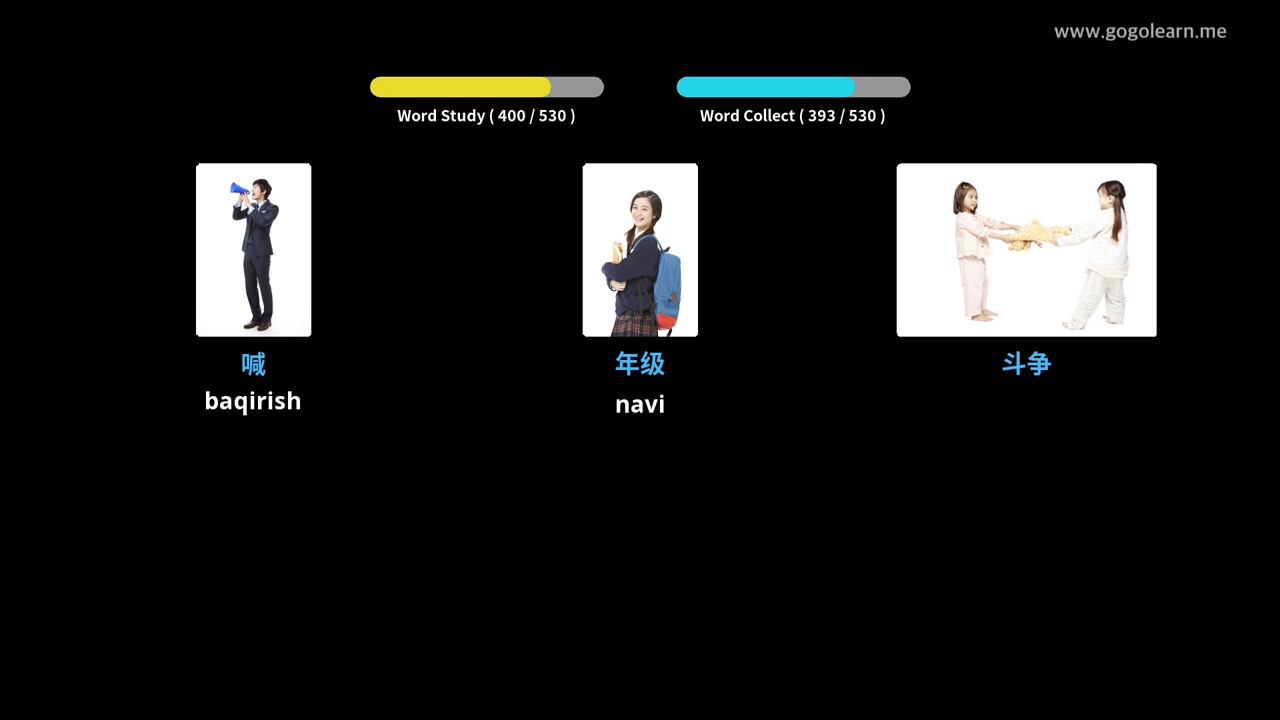 www.gogolearn.me
Word Study ( 400 / 530 )
Word Collect ( 393 / 530 )
喊
年级
斗争
baqirish
navi